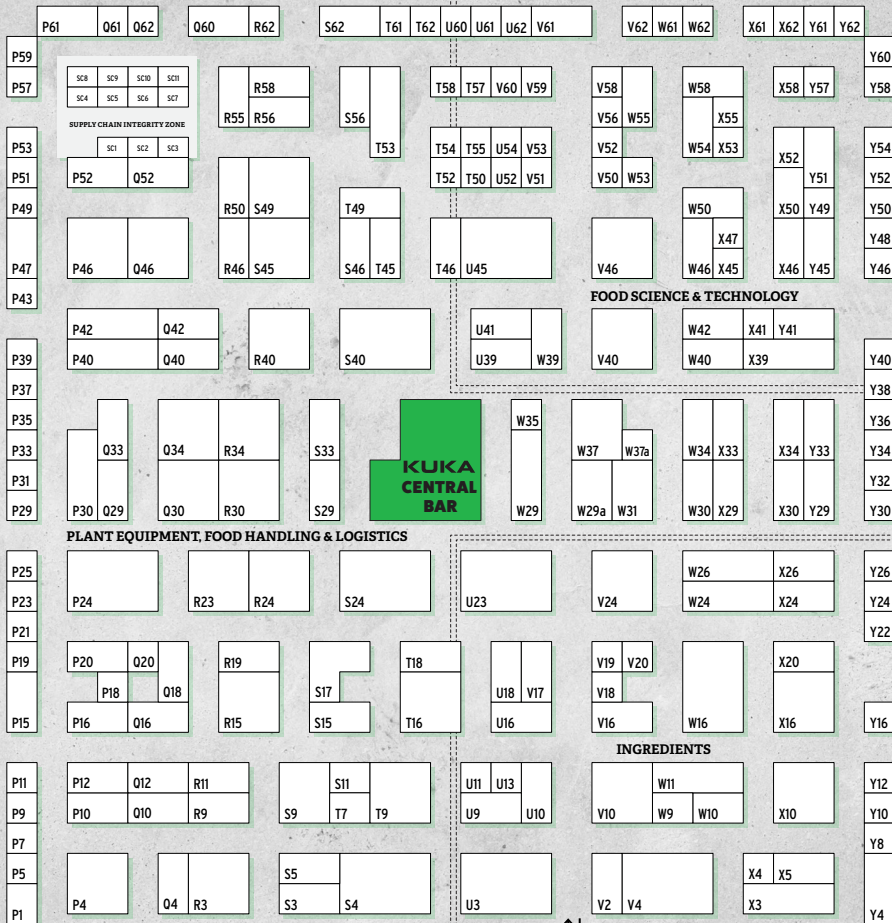 P61 Q61 Q62 Q60 R62 S62 T61 T62 U60 U61 U62 V61 V62 W61 W62 X61 X62 Y61 Y62
P59 Y60
SC8 SC9 SC10 SC11
P57 R58 T58 T57 V60 V59 V58 W58 X58 Y57 Y58
SC4 SC5 SC6 SC7
R55 R56 S56 V56 W55 X55
SUPPLY CHAIN INTEGRITY ZONE
P53 SC1 SC2 SC3 T53 T54 T55 U54 V53 V52 W54 X53 X52 Y54
P51 P52 Q52 T52 T50 U52 V51 V50 W53 Y51 Y52
P49 R50 S49 T49 W50 X50 Y49 Y50
X47 Y48
P47 P46 Q46 R46 S45 S46 T45 T46 U45 V46 W46 X45 X46 Y45 Y46
P43 FOOD SCIENCE & TECHNOLOGY
P42 Q42 U41 W42 X41 Y41
P39 P40 Q40 R40 S40 U39 W39 V40 W40 X39 Y40
P37 Y38
P35 W35 Y36
P33 Q33 Q34 R34 S33 W37 W37a W34 X33 X34 Y33 Y34
KUKA
P31 CENTRAL Y32
P29 P30 Q29 Q30 R30 S29 BAR W29 W29a W31 W30 X29 X30 Y29 Y30
PLANT EQUIPMENT, FOOD HANDLING & LOGISTICS
P25 W26 X26 Y26
P23 P24 R23 R24 S24 U23 V24 W24 X24 Y24
P21 Y22
P19 P20 Q20 R19 T18 V19 V20 X20
P18 Q18 S17 U18 V17 V18
P15 P16 Q16 R15 S15 T16 U16 V16 W16 X16 Y16
INGREDIENTS
P11 P12 Q12 R11 S11 U11 U13 W11 Y12
P9 P10 Q10 R9 S9 T7 T9 U9 U10 V10 W9 W10 X10 Y10
P7 Y8
P5 S5 X4 X5
P1 P4 Q4 R3 S3 S4 U3 V2 V4 X3 Y4